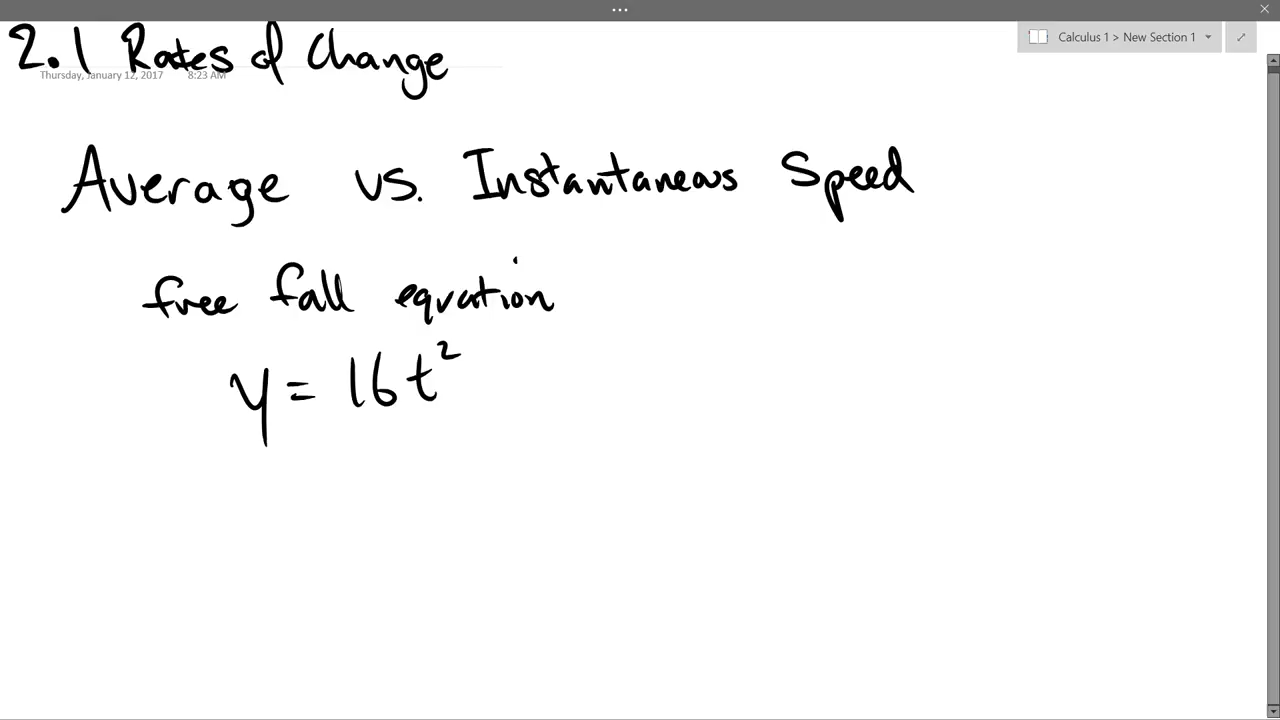 2.1 Rates of Change
Calculus 1 > New Section 1
Thursday, January 12, 2017 8:23 AM
Average vs. Instantaneous Speed
free fall equation
y = 16t²